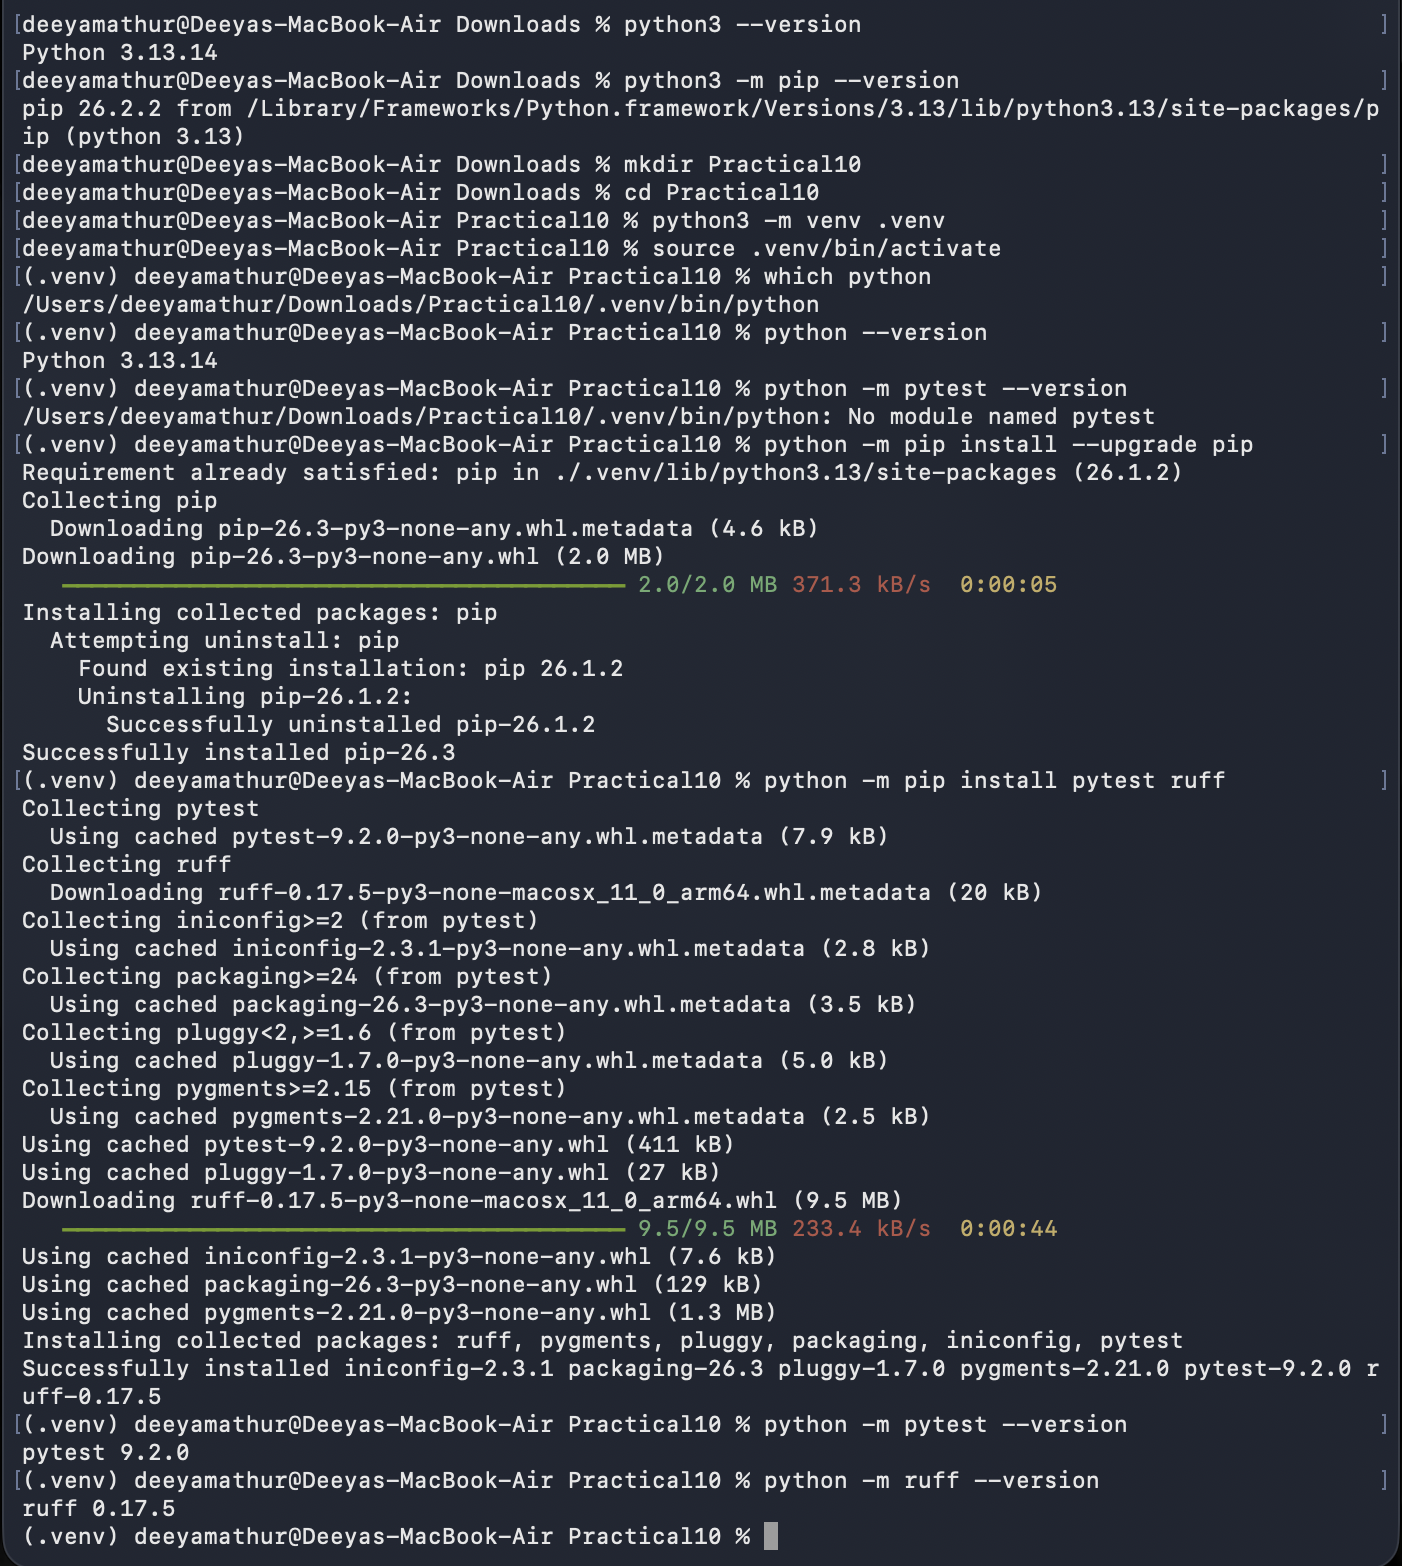 [deeyamathur@Deeyas-MacBook-Air Downloads % python3 --version ]
Python 3.13.14
[deeyamathur@Deeyas-MacBook-Air Downloads % python3 -m pip --version ]
pip 26.2.2 from /Library/Frameworks/Python.framework/Versions/3.13/lib/python3.13/site-packages/p
ip (python 3.13)
[deeyamathur@Deeyas-MacBook-Air Downloads % mkdir Practical10 ]
[deeyamathur@Deeyas-MacBook-Air Downloads % cd Practical10 ]
[deeyamathur@Deeyas-MacBook-Air Practical10 % python3 -m venv .venv ]
[deeyamathur@Deeyas-MacBook-Air Practical10 % source .venv/bin/activate ]
[(.venv) deeyamathur@Deeyas-MacBook-Air Practical10 % which python ]
/Users/deeyamathur/Downloads/Practical10/.venv/bin/python
[(.venv) deeyamathur@Deeyas-MacBook-Air Practical10 % python --version ]
Python 3.13.14
[(.venv) deeyamathur@Deeyas-MacBook-Air Practical10 % python -m pytest --version ]
/Users/deeyamathur/Downloads/Practical10/.venv/bin/python: No module named pytest
[(.venv) deeyamathur@Deeyas-MacBook-Air Practical10 % python -m pip install --upgrade pip ]
Requirement already satisfied: pip in ./.venv/lib/python3.13/site-packages (26.1.2)
Collecting pip
  Downloading pip-26.3-py3-none-any.whl.metadata (4.6 kB)
Downloading pip-26.3-py3-none-any.whl (2.0 MB)
2.0/2.0 MB 371.3 kB/s  0:00:05
Installing collected packages: pip
  Attempting uninstall: pip
    Found existing installation: pip 26.1.2
    Uninstalling pip-26.1.2:
      Successfully uninstalled pip-26.1.2
Successfully installed pip-26.3
[(.venv) deeyamathur@Deeyas-MacBook-Air Practical10 % python -m pip install pytest ruff ]
Collecting pytest
  Using cached pytest-9.2.0-py3-none-any.whl.metadata (7.9 kB)
Collecting ruff
  Downloading ruff-0.17.5-py3-none-macosx_11_0_arm64.whl.metadata (20 kB)
Collecting iniconfig>=2 (from pytest)
  Using cached iniconfig-2.3.1-py3-none-any.whl.metadata (2.8 kB)
Collecting packaging>=24 (from pytest)
  Using cached packaging-26.3-py3-none-any.whl.metadata (3.5 kB)
Collecting pluggy<2,>=1.6 (from pytest)
  Using cached pluggy-1.7.0-py3-none-any.whl.metadata (5.0 kB)
Collecting pygments>=2.15 (from pytest)
  Using cached pygments-2.21.0-py3-none-any.whl.metadata (2.5 kB)
Using cached pytest-9.2.0-py3-none-any.whl (411 kB)
Using cached pluggy-1.7.0-py3-none-any.whl (27 kB)
Downloading ruff-0.17.5-py3-none-macosx_11_0_arm64.whl (9.5 MB)
9.5/9.5 MB 233.4 kB/s  0:00:44
Using cached iniconfig-2.3.1-py3-none-any.whl (7.6 kB)
Using cached packaging-26.3-py3-none-any.whl (129 kB)
Using cached pygments-2.21.0-py3-none-any.whl (1.3 MB)
Installing collected packages: ruff, pygments, pluggy, packaging, iniconfig, pytest
Successfully installed iniconfig-2.3.1 packaging-26.3 pluggy-1.7.0 pygments-2.21.0 pytest-9.2.0 r
uff-0.17.5
[(.venv) deeyamathur@Deeyas-MacBook-Air Practical10 % python -m pytest --version ]
pytest 9.2.0
[(.venv) deeyamathur@Deeyas-MacBook-Air Practical10 % python -m ruff --version ]
ruff 0.17.5
(.venv) deeyamathur@Deeyas-MacBook-Air Practical10 %